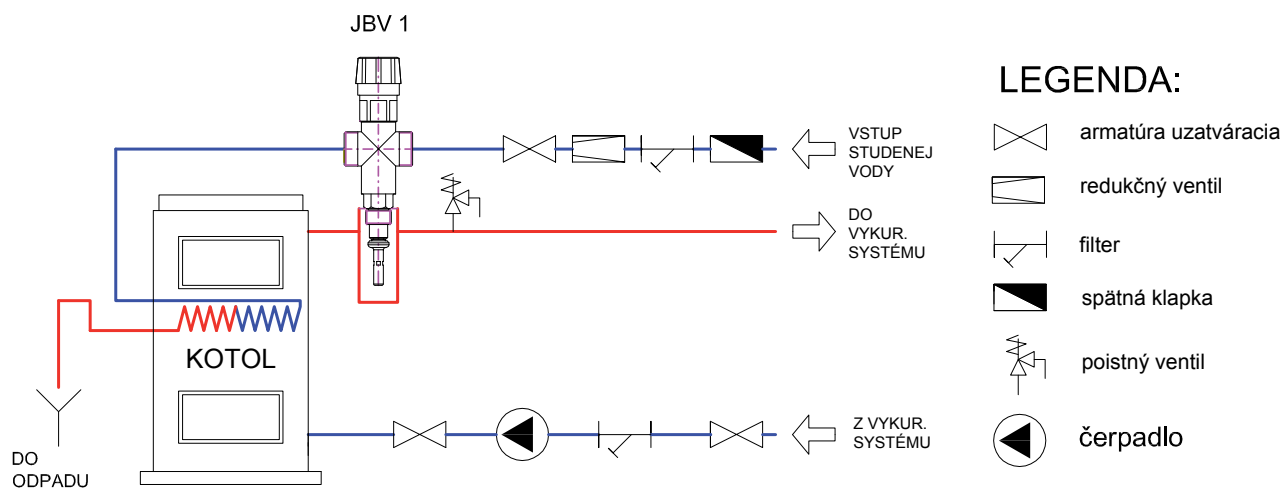 JBV 1
VSTUP
STUDENEJ
VODY
DO
VYKUR.
SYSTÉMU
KOTOL
Z VYKUR.
SYSTÉMU
DO
ODPADU
LEGENDA:
armatúra uzatváracia
redukčný ventil
filter
spätná klapka
poistný ventil
čerpadlo